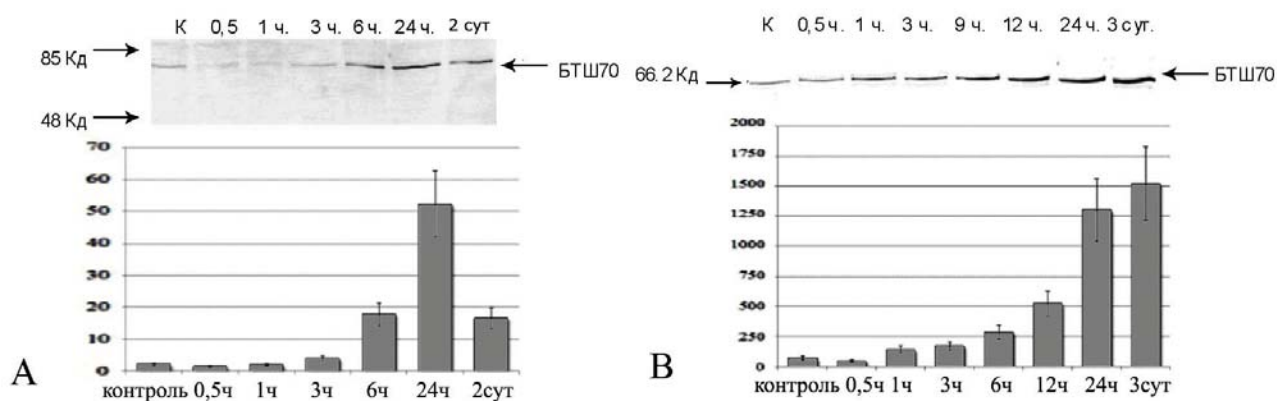 К 0,5 1 ч. 3 ч. 6 ч. 24 ч. 2 сут
85 Кд
БТШ70
48 Кд
70
60
50
40
30
20
10
0
контроль 0,5ч 1ч 3ч 6ч 24ч 2сут
А
К 0,5 ч. 1 ч. 3 ч. 9 ч. 12 ч. 24 ч. 3 сут.
66.2 Кд
БТШ70
2000
1750
1500
1250
1000
750
500
250
0
контроль 0,5ч 1ч 3ч 6ч 12ч 24ч 3сут
В